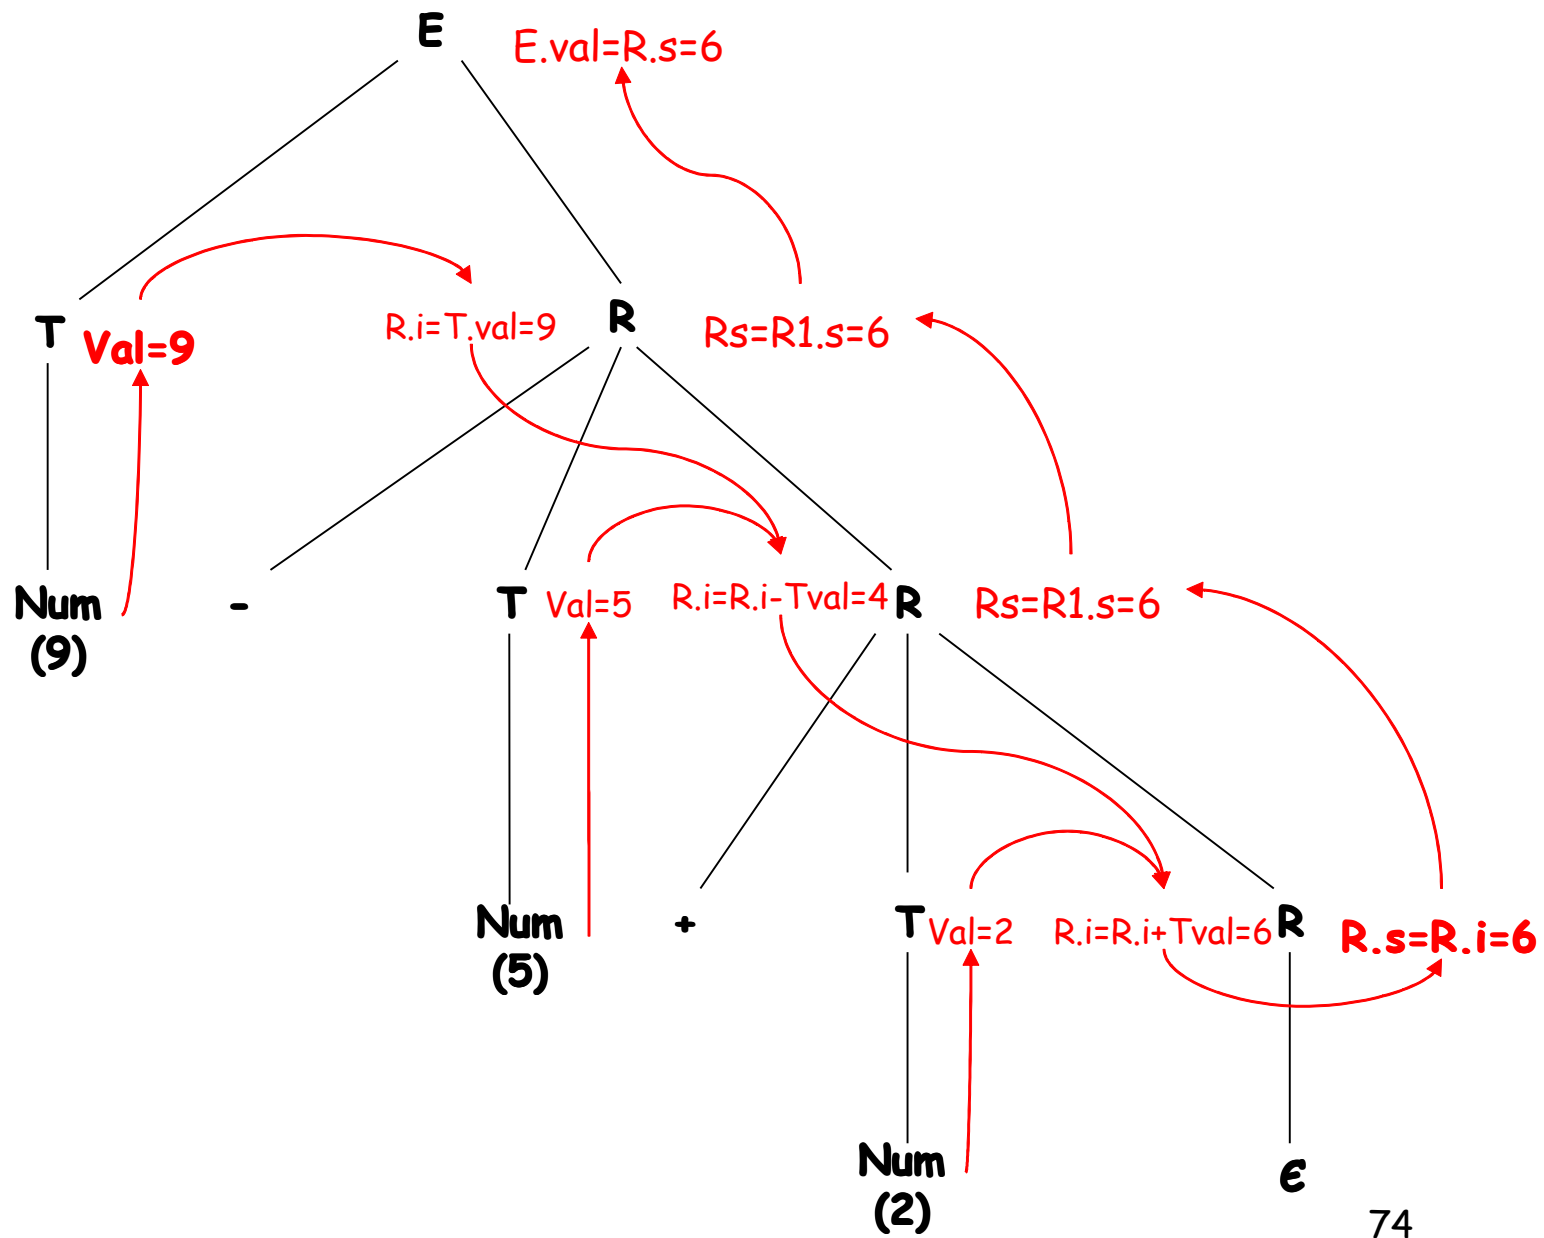 E E.val=R.s=6
T Val=9 R.i=T.val=9 R Rs=R1.s=6
Num - T Val=5 R.i=R.i-Tval=4 R Rs=R1.s=6
(9)
Num + T Val=2 R.i=R.i+Tval=6 R R.s=R.i=6
(5)
Num ϵ
(2)
74